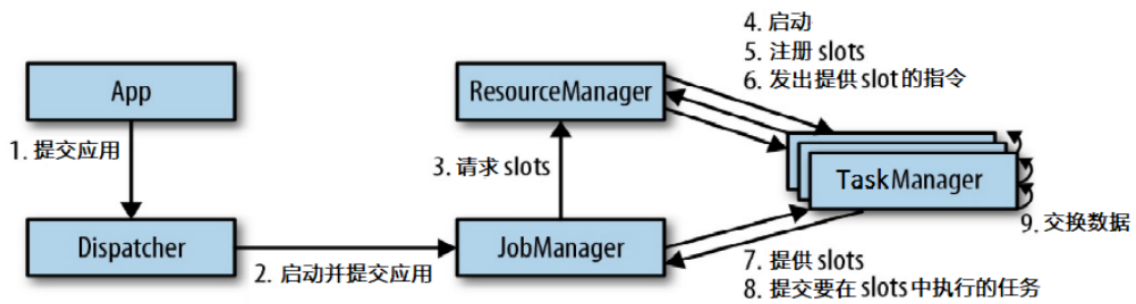 4. 启动
5. 注册 slots
6. 发出提供 slot 的指令
App
ResourceManager
1. 提交应用
3. 请求 slots
TaskManager
9. 交换数据
Dispatcher
JobManager
2. 启动并提交应用
7. 提供 slots
8. 提交要在 slots 中执行的任务